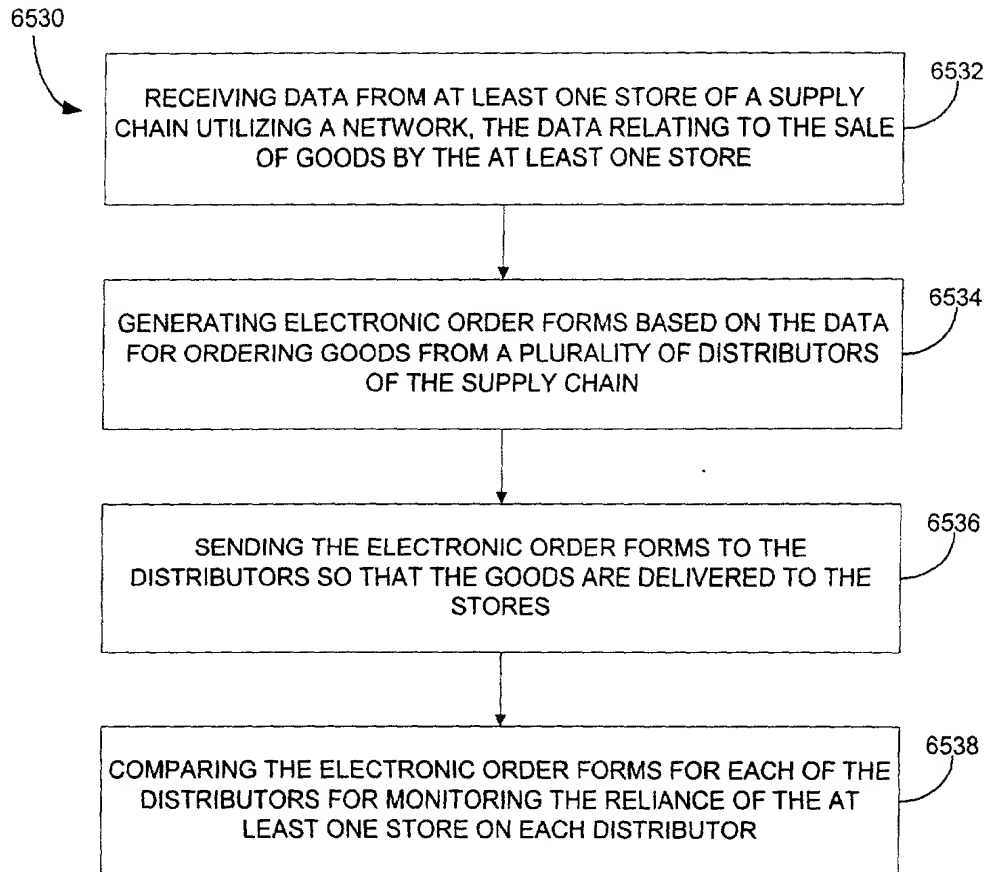 6530
RECEIVING DATA FROM AT LEAST ONE STORE OF A SUPPLY
CHAIN UTILIZING A NETWORK, THE DATA RELATING TO THE SALE
OF GOODS BY THE AT LEAST ONE STORE
6532
GENERATING ELECTRONIC ORDER FORMS BASED ON THE DATA
FOR ORDERING GOODS FROM A PLURALITY OF DISTRIBUTORS
OF THE SUPPLY CHAIN
6534
SENDING THE ELECTRONIC ORDER FORMS TO THE
DISTRIBUTORS SO THAT THE GOODS ARE DELIVERED TO THE
STORES
6536
COMPARING THE ELECTRONIC ORDER FORMS FOR EACH OF THE
DISTRIBUTORS FOR MONITORING THE RELIANCE OF THE AT
LEAST ONE STORE ON EACH DISTRIBUTOR
6538